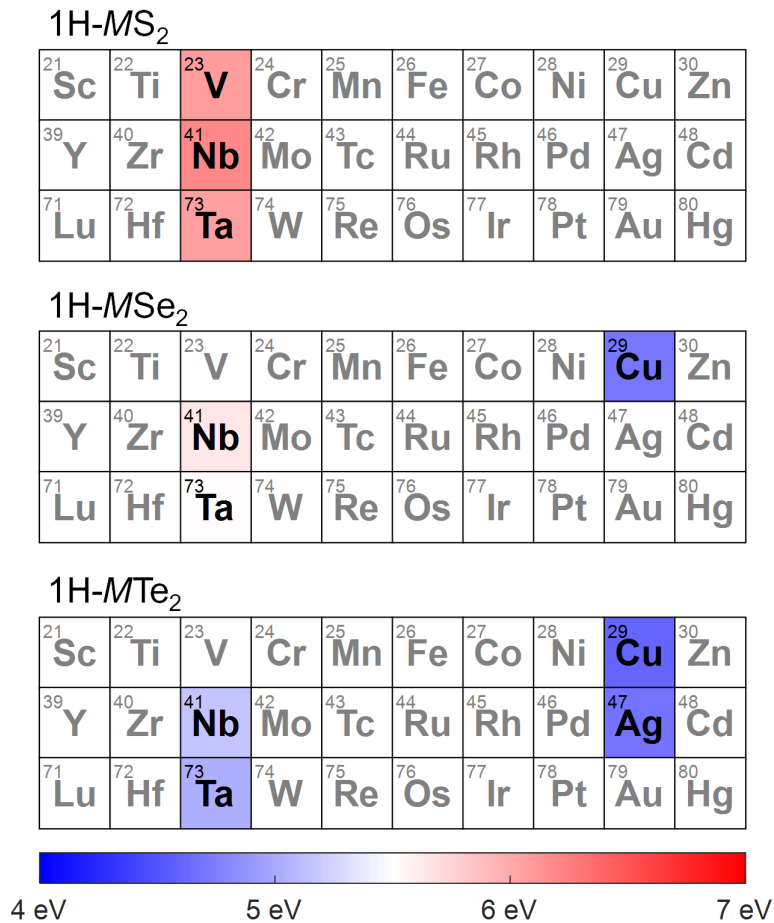 1H-MS2
21 Sc 22 Ti 23 V 24 Cr 25 Mn 26 Fe 27 Co 28 Ni 29 Cu 30 Zn
39 Y 40 Zr 41 Nb 42 Mo 43 Tc 44 Ru 45 Rh 46 Pd 47 Ag 48 Cd
71 Lu 72 Hf 73 Ta 74 W 75 Re 76 Os 77 Ir 78 Pt 79 Au 80 Hg
1H-MSe2
21 Sc 22 Ti 23 V 24 Cr 25 Mn 26 Fe 27 Co 28 Ni 29 Cu 30 Zn
39 Y 40 Zr 41 Nb 42 Mo 43 Tc 44 Ru 45 Rh 46 Pd 47 Ag 48 Cd
71 Lu 72 Hf 73 Ta 74 W 75 Re 76 Os 77 Ir 78 Pt 79 Au 80 Hg
1H-MTe2
21 Sc 22 Ti 23 V 24 Cr 25 Mn 26 Fe 27 Co 28 Ni 29 Cu 30 Zn
39 Y 40 Zr 41 Nb 42 Mo 43 Tc 44 Ru 45 Rh 46 Pd 47 Ag 48 Cd
71 Lu 72 Hf 73 Ta 74 W 75 Re 76 Os 77 Ir 78 Pt 79 Au 80 Hg
4 eV 5 eV 6 eV 7 eV